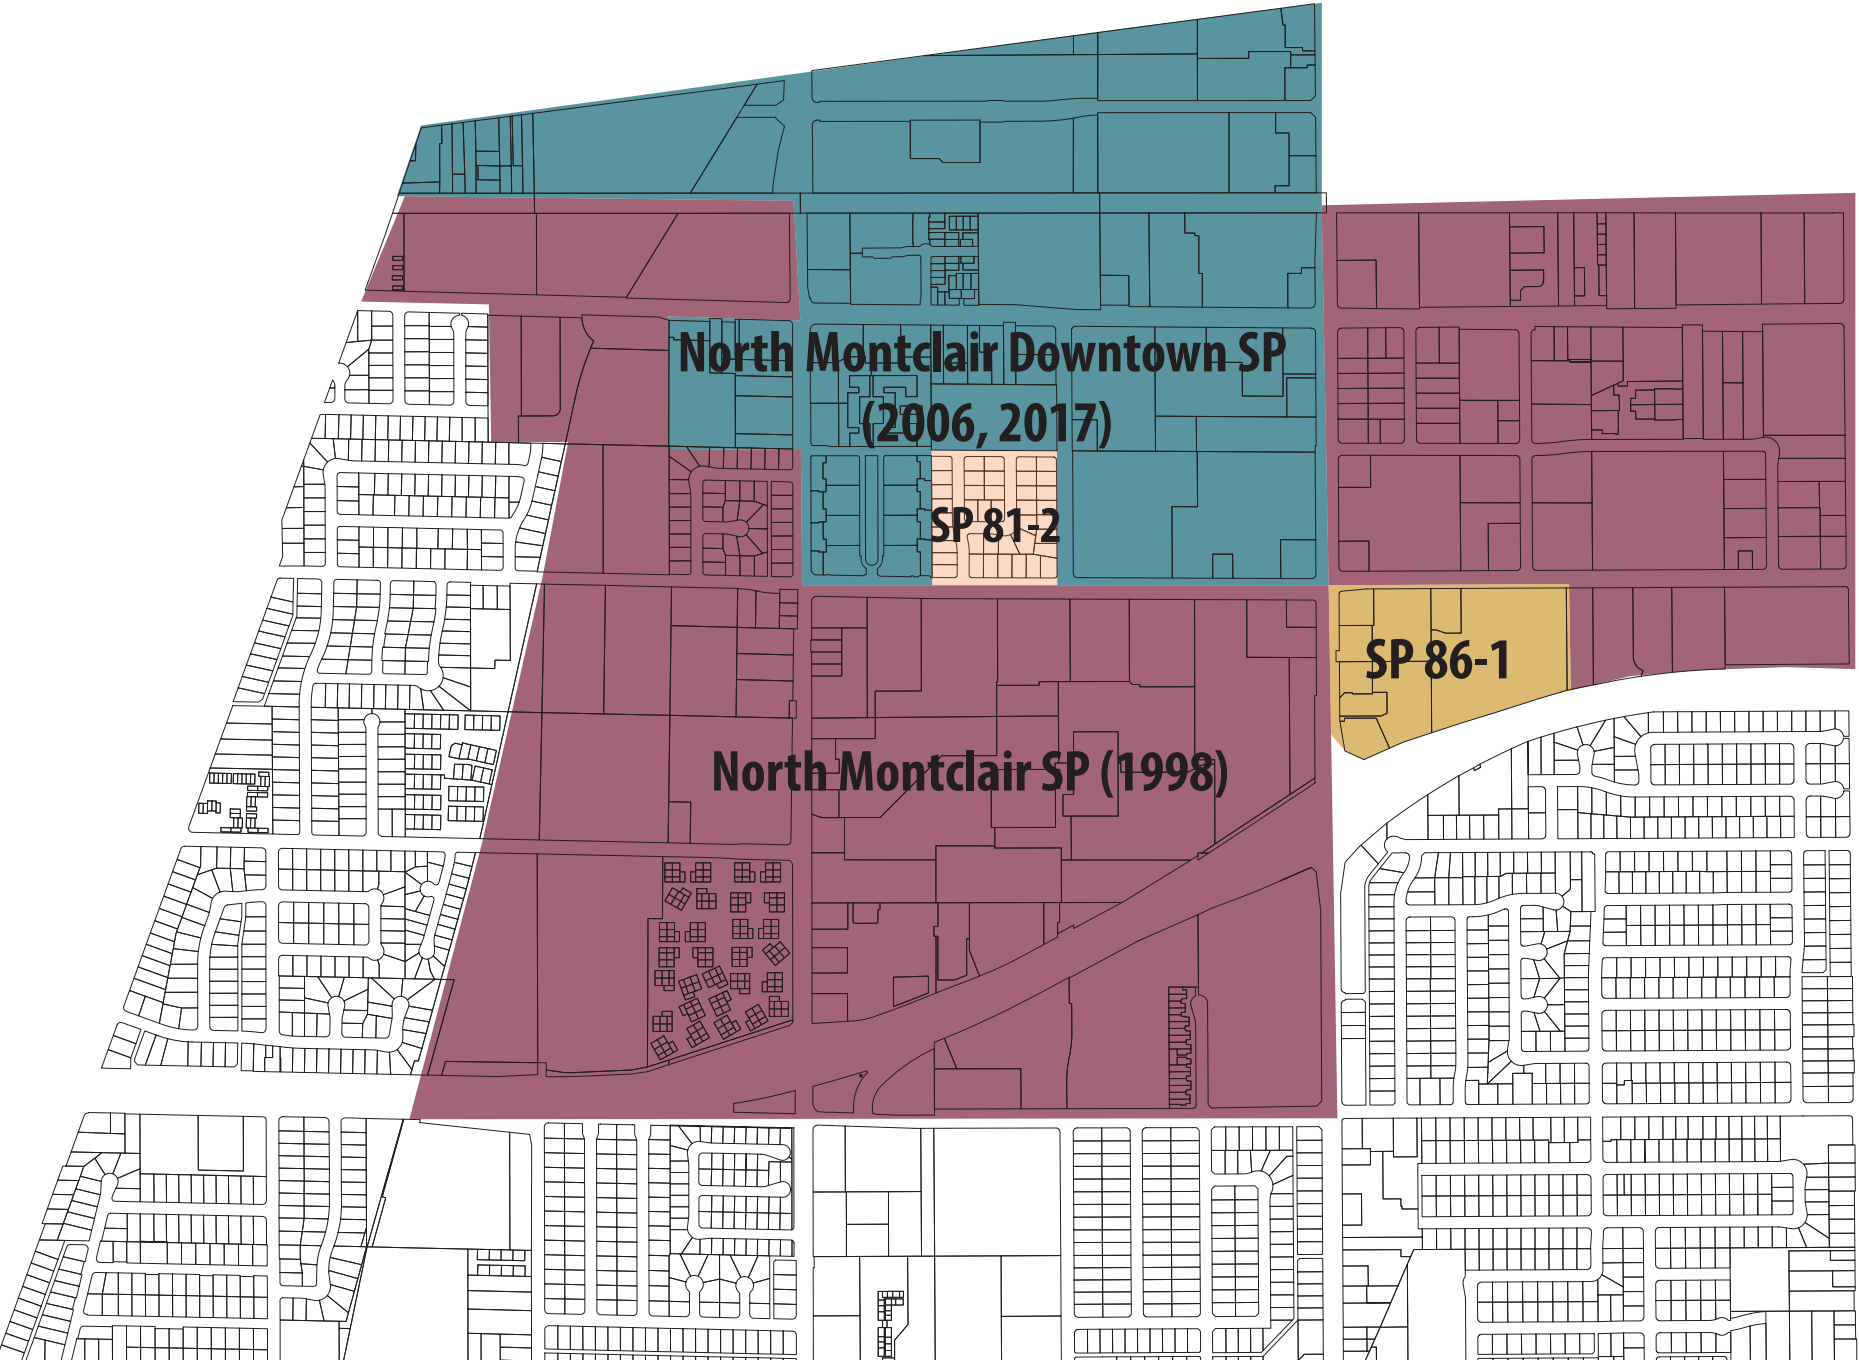 North Montclair Downtown SP
(2006, 2017)
SP 81-2
SP 86-1
North Montclair SP (1998)